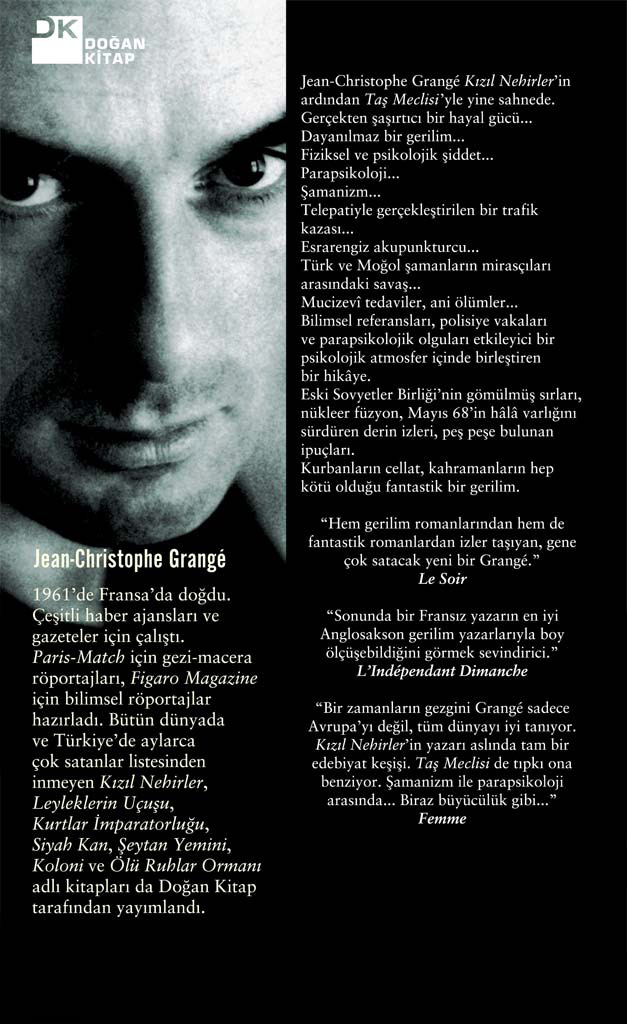 DK
DOĞAN
KİTAP
Jean-Christophe Grangé
1961’de Fransa’da doğdu.
Çeşitli haber ajansları ve
gazeteler için çalıştı.
Paris-Match için gezi-macera
röportajları, Figaro Magazine
için bilimsel röportajlar
hazırladı. Bütün dünyada
ve Türkiye’de aylarca
çok satanlar listesinden
inmeyen Kızıl Nehirler,
Leyleklerin Uçuşu,
Kurtlar İmparatorluğu,
Siyah Kan, Şeytan Yemini,
Koloni ve Ölü Ruhlar Ormanı
adlı kitapları da Doğan Kitap
tarafından yayımlandı.
Jean-Christophe Grangé Kızıl Nehirler’in
ardından Taş Meclisi’yle yine sahnede.
Gerçekten şaşırtıcı bir hayal gücü...
Dayanılmaz bir gerilim...
Fiziksel ve psikolojik şiddet...
Parapsikoloji...
Şamanizm...
Telepatiyle gerçekleştirilen bir trafik
kazası...
Esrarengiz akupunkturcu...
Türk ve Moğol şamanların mirasçıları
arasındaki savaş...
Mucizevî tedaviler, ani ölümler...
Bilimsel referansları, polisiye vakaları
ve parapsikolojik olguları etkileyici bir
psikolojik atmosfer içinde birleştiren
bir hikâye.
Eski Sovyetler Birliği’nin gömülmüş sırları,
nükleer füzyon, Mayıs 68’in hâlâ varlığını
sürdüren derin izleri, peş peşe bulunan
ipuçları.
Kurbanların cellat, kahramanların hep
kötü olduğu fantastik bir gerilim.
“Hem gerilim romanlarından hem de
fantastik romanlardan izler taşıyan, gene
çok satacak yeni bir Grangé.”
Le Soir
“Sonunda bir Fransız yazarın en iyi
Anglosakson gerilim yazarlarıyla boy
ölçüşebildiğini görmek sevindirici.”
L’Indépendant Dimanche
“Bir zamanların gezgini Grangé sadece
Avrupa’yı değil, tüm dünyayı iyi tanıyor.
Kızıl Nehirler’in yazarı aslında tam bir
edebiyat keşişi. Taş Meclisi de tıpkı ona
benziyor. Şamanizm ile parapsikoloji
arasında... Biraz büyücülük gibi...”
Femme